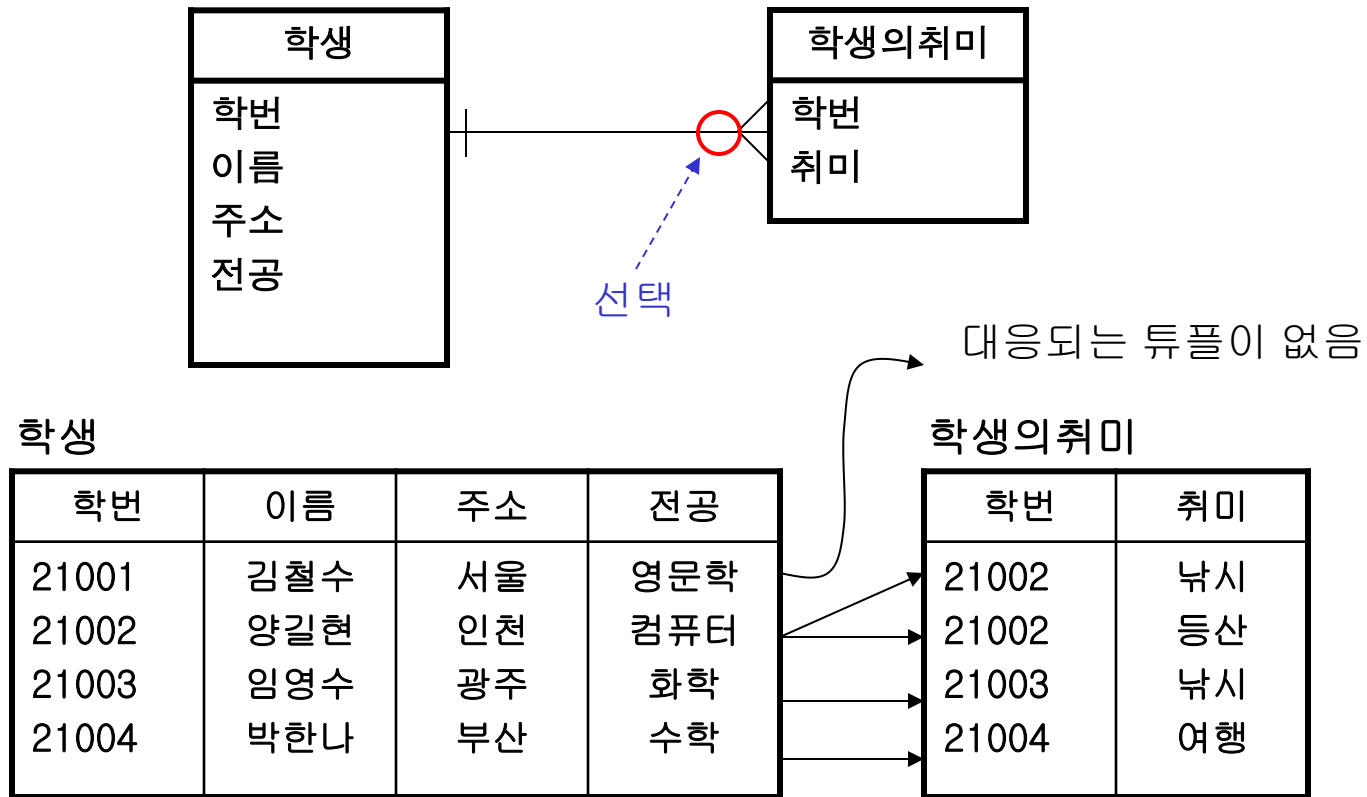 학생
학번
이름
주소
전공
학생의취미
학번
취미
선택
대응되는 튜플이 없음
학생
학번 이름 주소 전공
21001 김철수 서울 영문학
21002 양길현 인천 컴퓨터
21003 임영수 광주 화학
21004 박한나 부산 수학
학생의취미
학번 취미
21002 낚시
21002 등산
21003 낚시
21004 여행